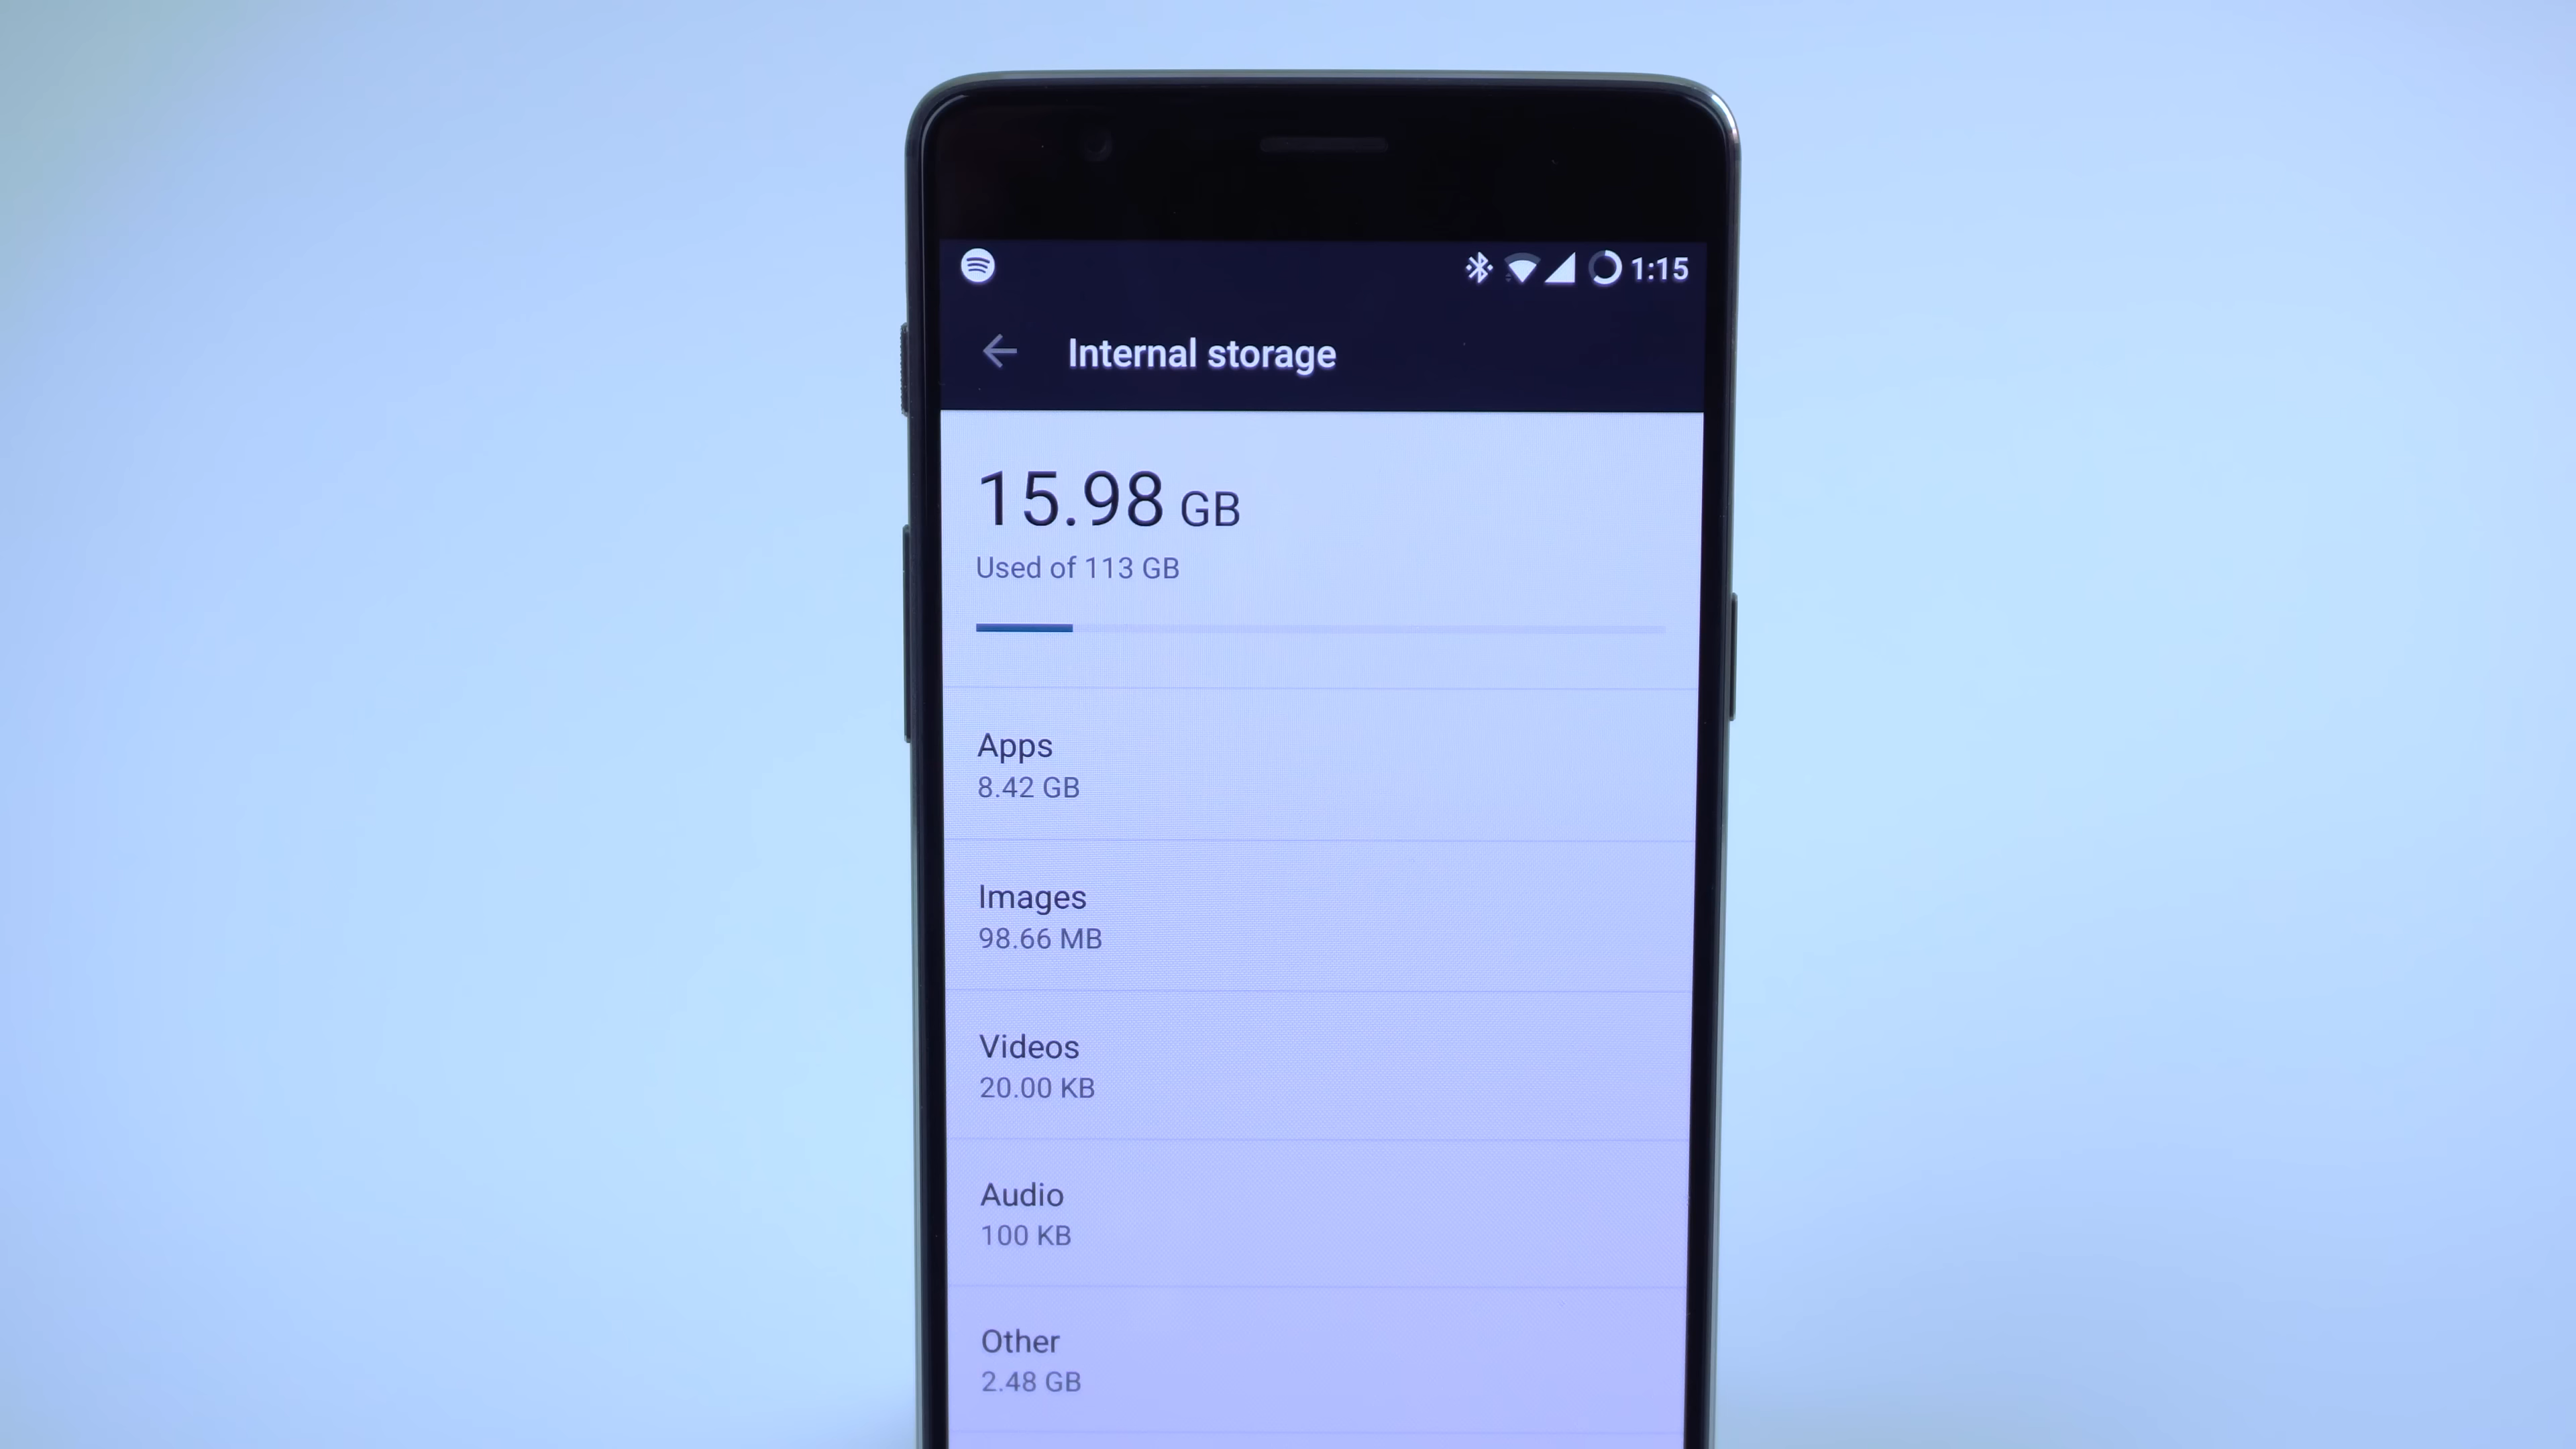 1:15
Internal storage
15.98 GB
Used of 113 GB
Apps
8.42 GB
Images
98.66 MB
Videos
20.00 KB
Audio
100 KB
Other
2.48 GB